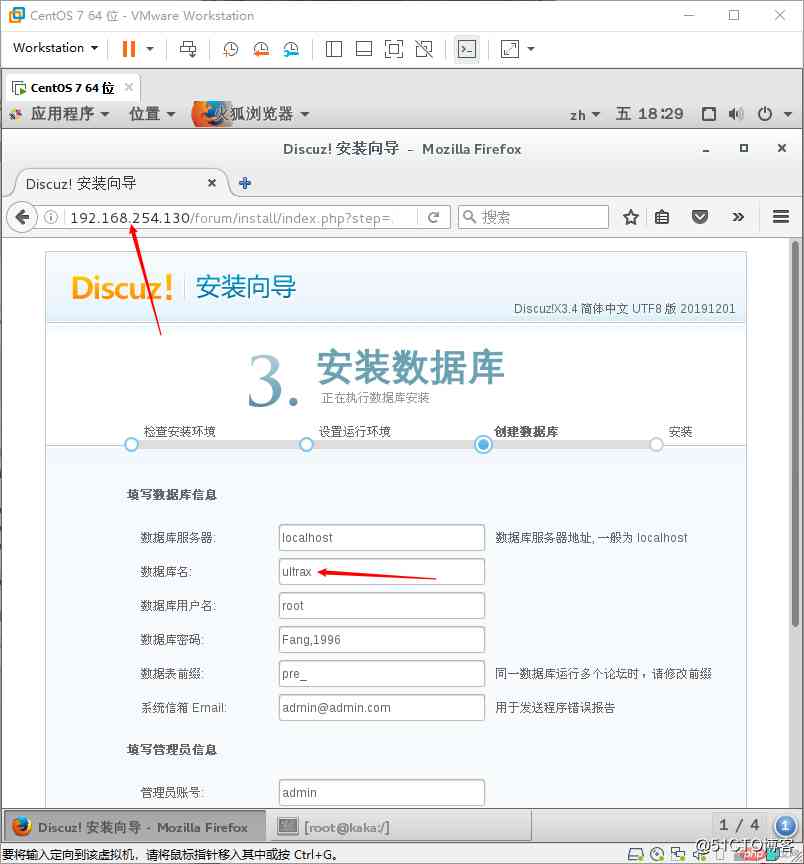 CentOS 7 64 位 - VMware Workstation
Workstation
CentOS 7 64 位
应用程序 位置 火狐浏览器 zh 五 18:29
Discuz! 安装向导 - Mozilla Firefox
Discuz! 安装向导
192.168.254.130/forum/install/index.php?step=. 搜索
Discuz! 安装向导
Discuz!X3.4 简体中文 UTF8 版 20191201
3. 安装数据库
正在执行数据库安装
检查安装环境 设置运行环境 创建数据库 安装
填写数据库信息
数据库服务器: localhost 数据库服务器地址, 一般为 localhost
数据库名: ultrax
数据库用户名: root
数据库密码: Fang,1996
数据表前缀: pre_ 同一数据库运行多个论坛时，请修改前缀
系统信箱 Email: admin@admin.com 用于发送程序错误报告
填写管理员信息
管理员账号: admin
Discuz! 安装向导 - Mozilla Firefox [root@kaka:/] 1 / 4 1
要将输入定向到该虚拟机，请将鼠标指针移入其中或按 Ctrl+G。
@51CTO博客